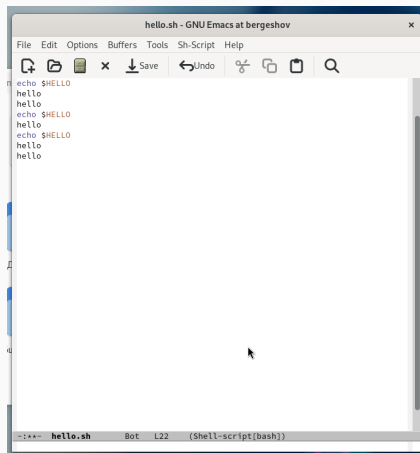 hello.sh - GNU Emacs at bergeshov ×
File Edit Options Buffers Tools Sh-Script Help
Save Undo
echo $HELLO
hello
hello
echo $HELLO
hello
echo $HELLO
hello
hello
-:**- hello.sh Bot L22 (Shell-script[bash])